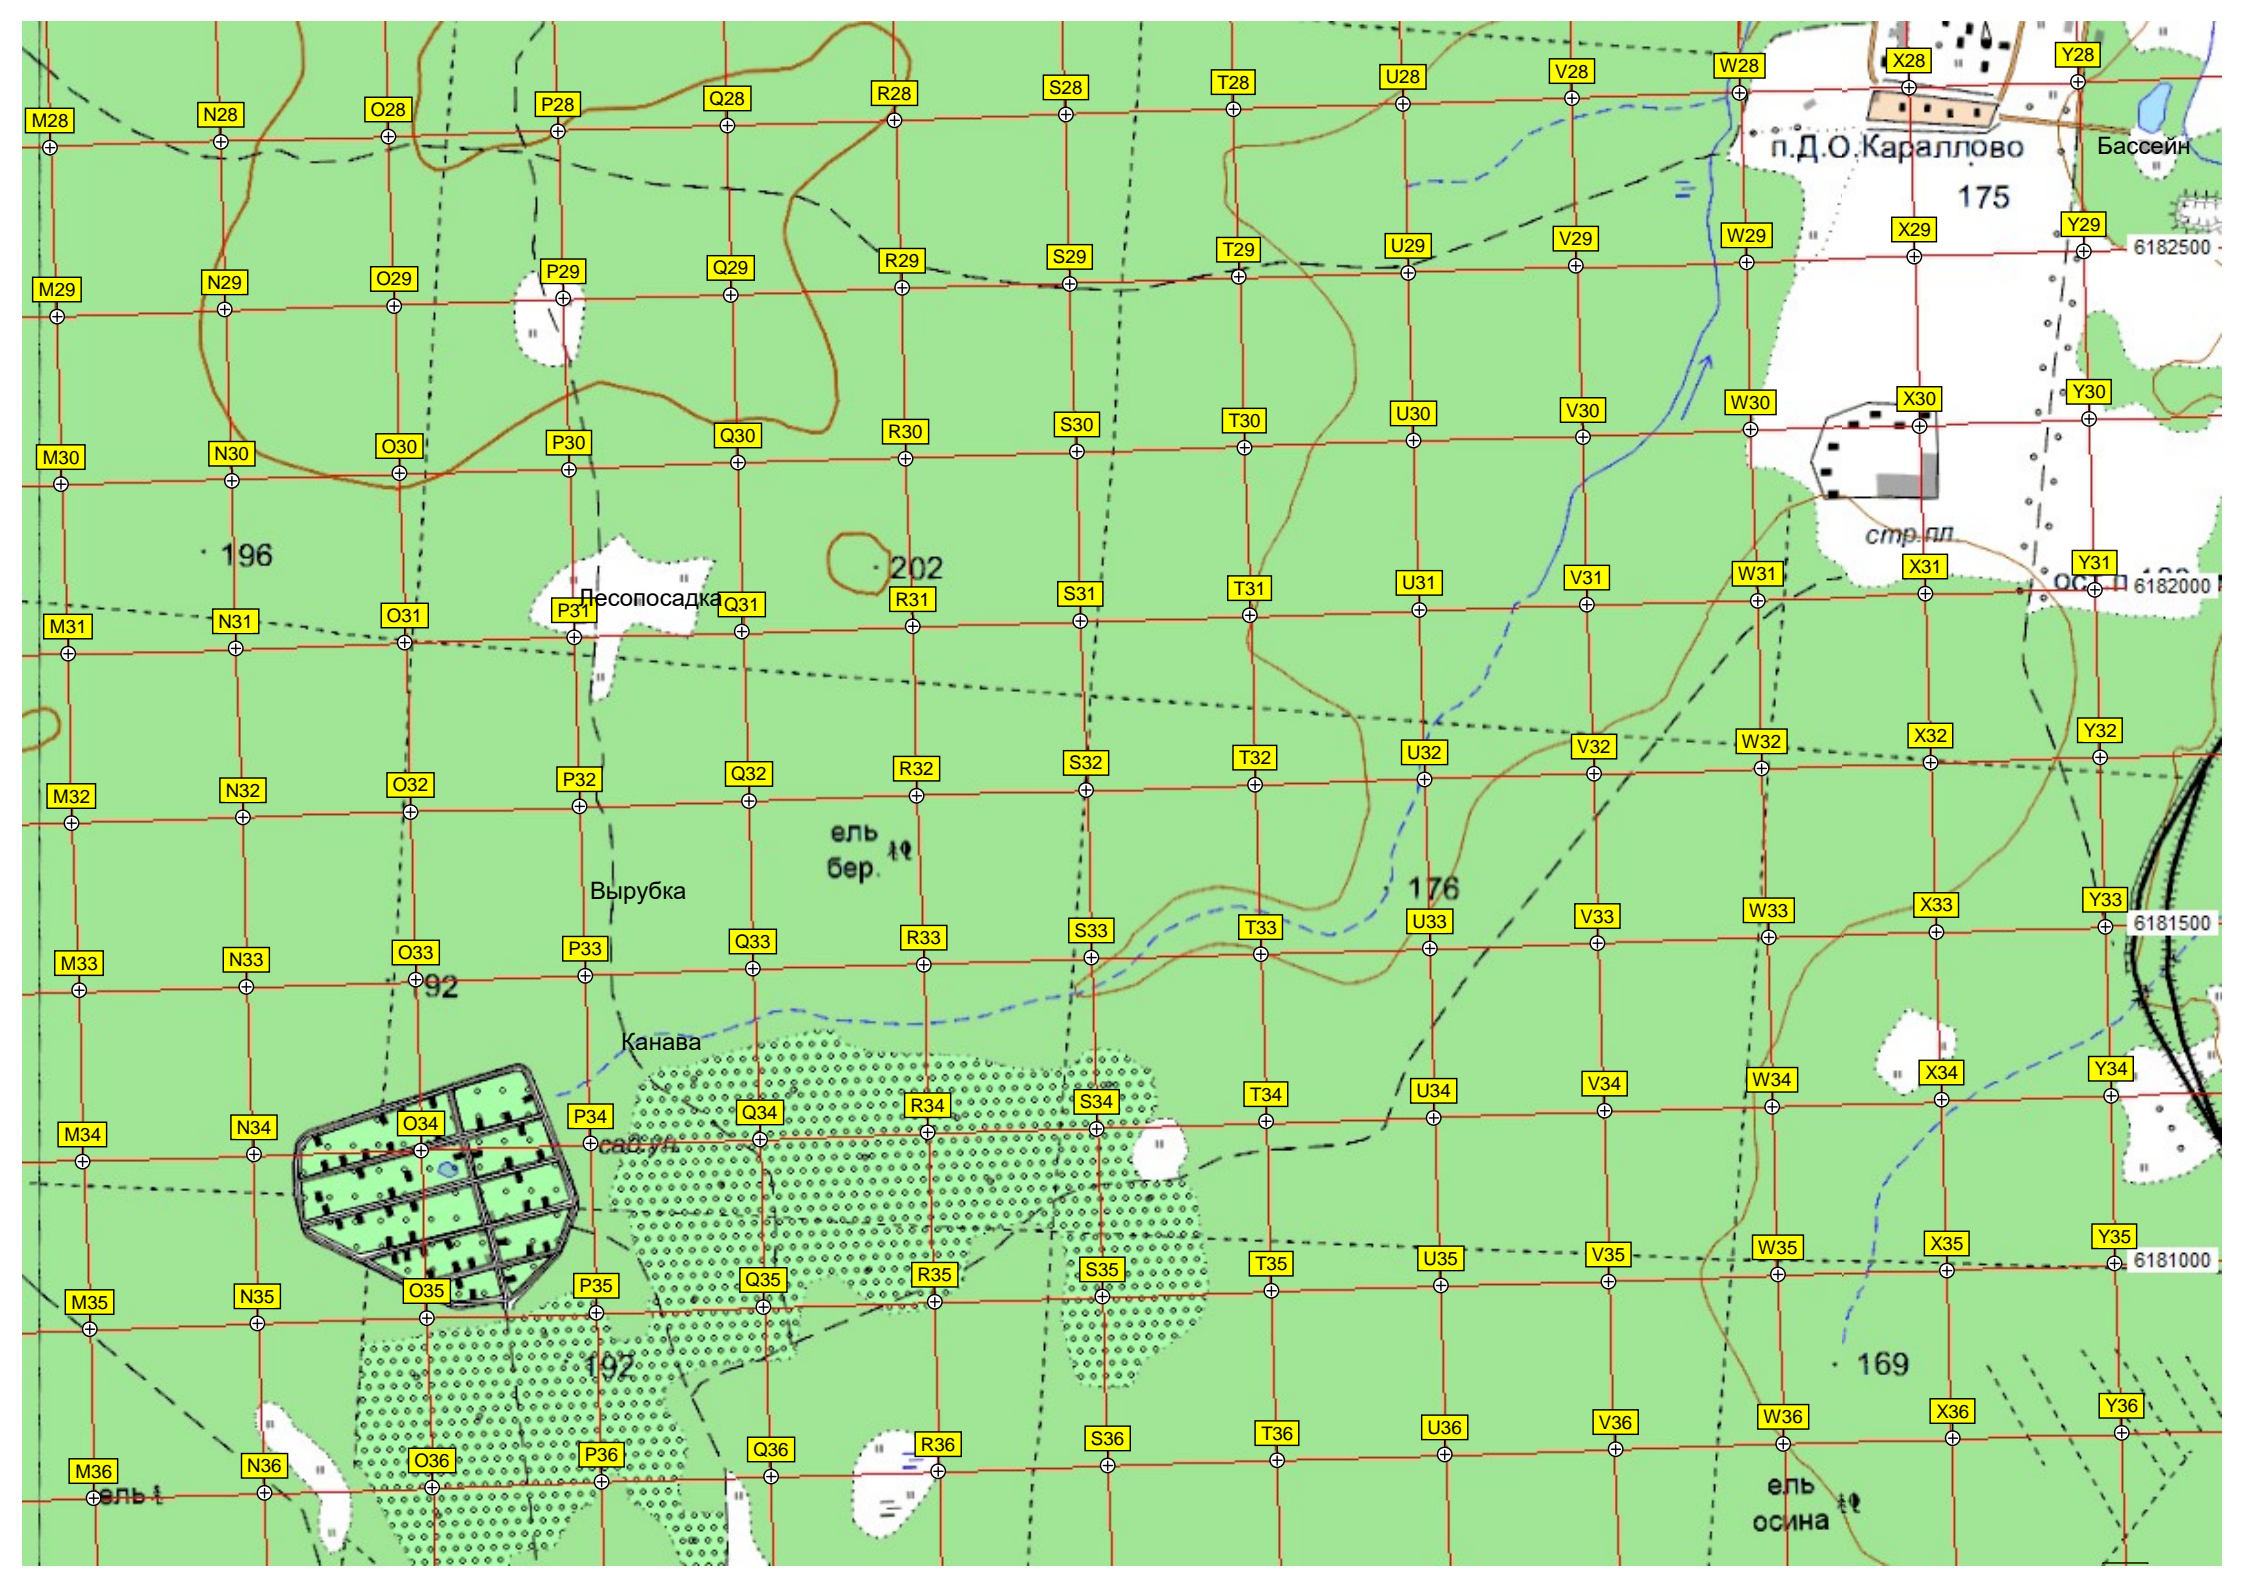 M28 N28 O28 P28 Q28 R28 S28 T28 U28 V28 W28 X28 Y28
п.Д.О.Караллово
Бассейн
175
M29 N29 O29 P29 Q29 R29 S29 T29 U29 V29 W29 X29 Y29
6182500
M30 N30 O30 P30 Q30 R30 S30 T30 U30 V30 W30 X30 Y30
196
202
стр.пл.
Лесопосадка
M31 N31 O31 P31 Q31 R31 S31 T31 U31 V31 W31 X31 Y31
6182000
M32 N32 O32 P32 Q32 R32 S32 T32 U32 V32 W32 X32 Y32
ель
бер.
Вырубка
176
M33 N33 O33 P33 Q33 R33 S33 T33 U33 V33 W33 X33 Y33
6181500
92
Канава
M34 N34 O34 P34 Q34 R34 S34 T34 U34 V34 W34 X34 Y34
M35 N35 O35 P35 Q35 R35 S35 T35 U35 V35 W35 X35 Y35
6181000
192
169
M36 N36 O36 P36 Q36 R36 S36 T36 U36 V36 W36 X36 Y36
ель
ель
осина